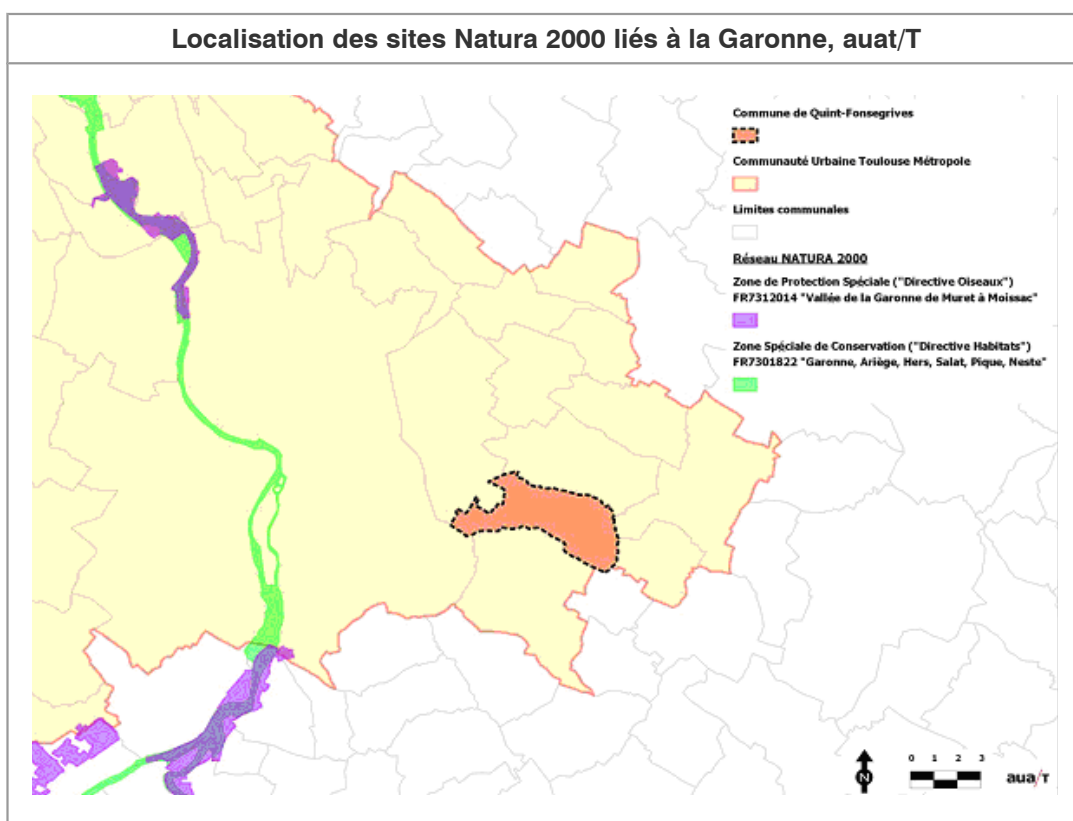 Localisation des sites Natura 2000 liés à la Garonne, auat/T
Commune de Quint-Fonsegrives
Communauté Urbaine Toulouse Métropole
Limites communales
Réseau NATURA 2000
Zone de Protection Spéciale ("Directive Oiseaux")
FR7312014 "Vallée de la Garonne de Muret à Moissac"
Zone Spéciale de Conservation ("Directive Habitats")
FR7301822 "Garonne, Ariège, Hers, Salat, Pique, Neste"
N
0 1 2 3
aua/T